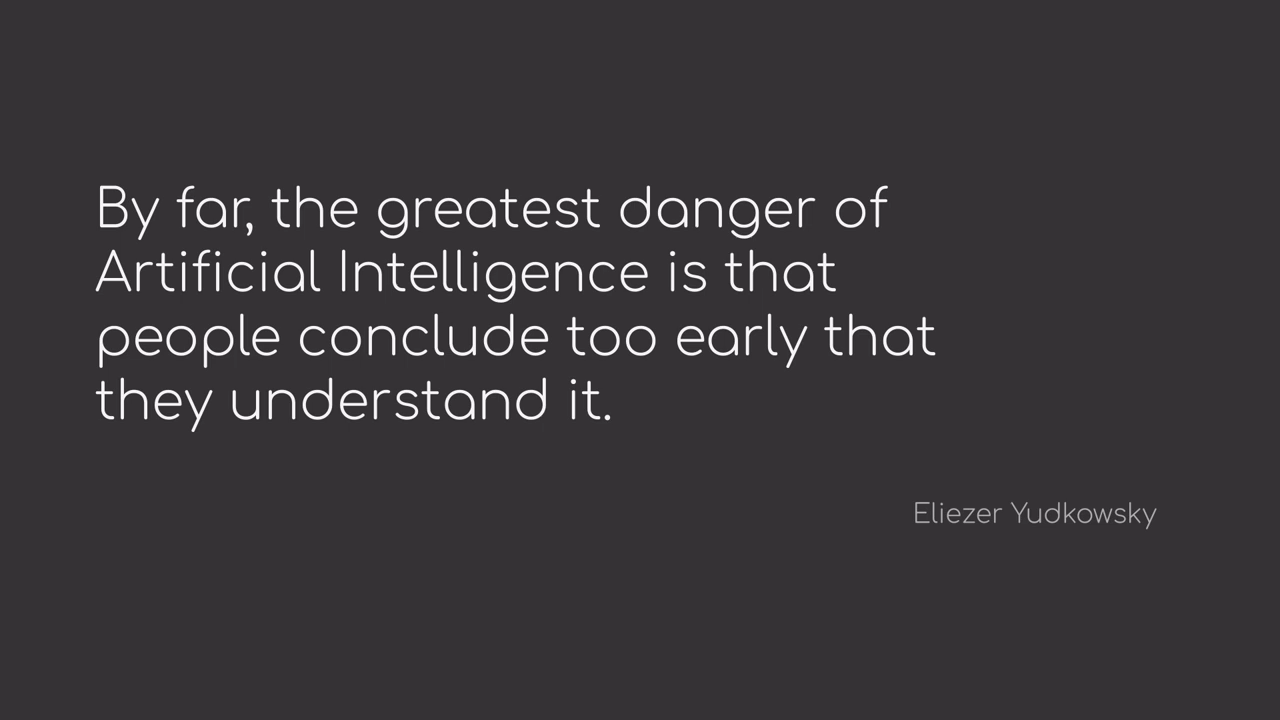 By far, the greatest danger of
Artificial Intelligence is that
people conclude too early that
they understand it.
Eliezer Yudkowsky